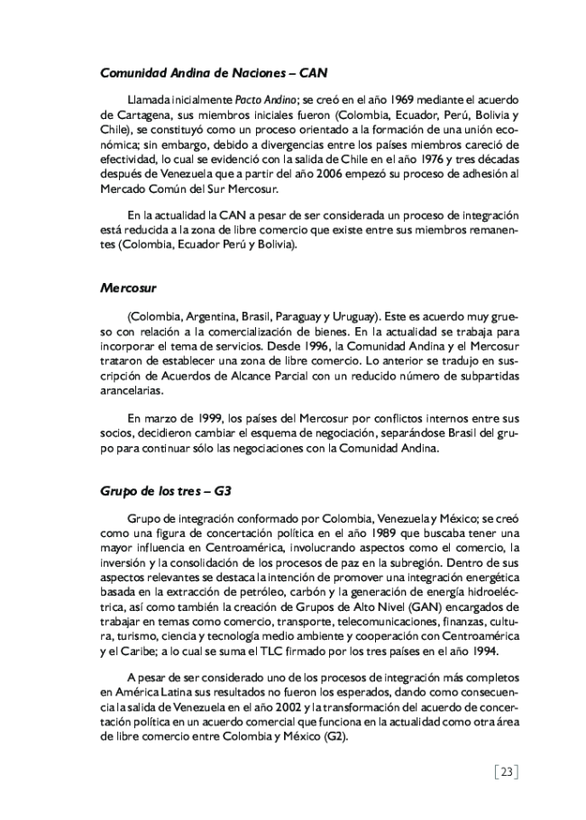 Comunidad Andina de Naciones – CAN
Llamada inicialmente Pacto Andino; se creó en el año 1969 mediante el acuerdo
de Cartagena, sus miembros iniciales fueron (Colombia, Ecuador, Perú, Bolivia y
Chile), se constituyó como un proceso orientado a la formación de una unión eco-
nómica; sin embargo, debido a divergencias entre los países miembros careció de
efectividad, lo cual se evidenció con la salida de Chile en el año 1976 y tres décadas
después de Venezuela que a partir del año 2006 empezó su proceso de adhesión al
Mercado Común del Sur Mercosur.
En la actualidad la CAN a pesar de ser considerada un proceso de integración
está reducida a la zona de libre comercio que existe entre sus miembros remanen-
tes (Colombia, Ecuador Perú y Bolivia).
Mercosur
(Colombia, Argentina, Brasil, Paraguay y Uruguay). Este es acuerdo muy grue-
so con relación a la comercialización de bienes. En la actualidad se trabaja para
incorporar el tema de servicios. Desde 1996, la Comunidad Andina y el Mercosur
trataron de establecer una zona de libre comercio. Lo anterior se tradujo en sus-
cripción de Acuerdos de Alcance Parcial con un reducido número de subpartidas
arancelarias.
En marzo de 1999, los países del Mercosur por conflictos internos entre sus
socios, decidieron cambiar el esquema de negociación, separándose Brasil del gru-
po para continuar sólo las negociaciones con la Comunidad Andina.
Grupo de los tres – G3
Grupo de integración conformado por Colombia, Venezuela y México; se creó
como una figura de concertación política en el año 1989 que buscaba tener una
mayor influencia en Centroamérica, involucrando aspectos como el comercio, la
inversión y la consolidación de los procesos de paz en la subregión. Dentro de sus
aspectos relevantes se destaca la intención de promover una integración energética
basada en la extracción de petróleo, carbón y la generación de energía hidroeléc-
trica, así como también la creación de Grupos de Alto Nivel (GAN) encargados de
trabajar en temas como comercio, transporte, telecomunicaciones, finanzas, cultu-
ra, turismo, ciencia y tecnología medio ambiente y cooperación con Centroamérica
y el Caribe; a lo cual se suma el TLC firmado por los tres países en el año 1994.
A pesar de ser considerado uno de los procesos de integración más completos
en América Latina sus resultados no fueron los esperados, dando como consecuen-
cia la salida de Venezuela en el año 2002 y la transformación del acuerdo de concer-
tación política en un acuerdo comercial que funciona en la actualidad como otra área
de libre comercio entre Colombia y México (G2).
[23]